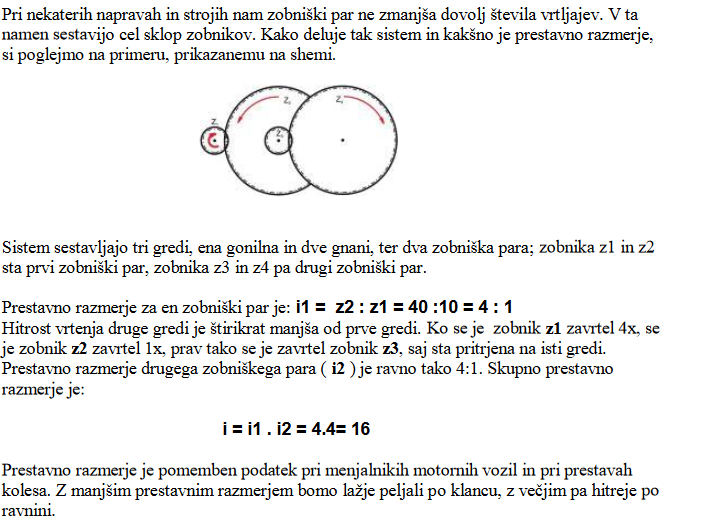 Pri nekaterih napravah in strojih nam zobniški par ne zmanjša dovolj števila vrtljajev. V ta
namen sestavijo cel sklop zobnikov. Kako deluje tak sistem in kakšno je prestavno razmerje,
si poglejmo na primeru, prikazanemu na shemi.
Sistem sestavljajo tri gredi, ena gonilna in dve gnani, ter dva zobniška para; zobnika z1 in z2
sta prvi zobniški par, zobnika z3 in z4 pa drugi zobniški par.
Prestavno razmerje za en zobniški par je: i1 = z2 : z1 = 40 :10 = 4 : 1
Hitrost vrtenja druge gredi je štirikrat manjša od prve gredi. Ko se je zobnik z1 zavrtel 4x, se
je zobnik z2 zavrtel 1x, prav tako se je zavrtel zobnik z3, saj sta pritrjena na isti gredi.
Prestavno razmerje drugega zobniškega para ( i2 ) je ravno tako 4:1. Skupno prestavno
razmerje je:
i = i1 . i2 = 4.4= 16
Prestavno razmerje je pomemben podatek pri menjalnikih motornih vozil in pri prestavah
kolesa. Z manjšim prestavnim razmerjem bomo lažje peljali po klancu, z večjim pa hitreje po
ravnini.